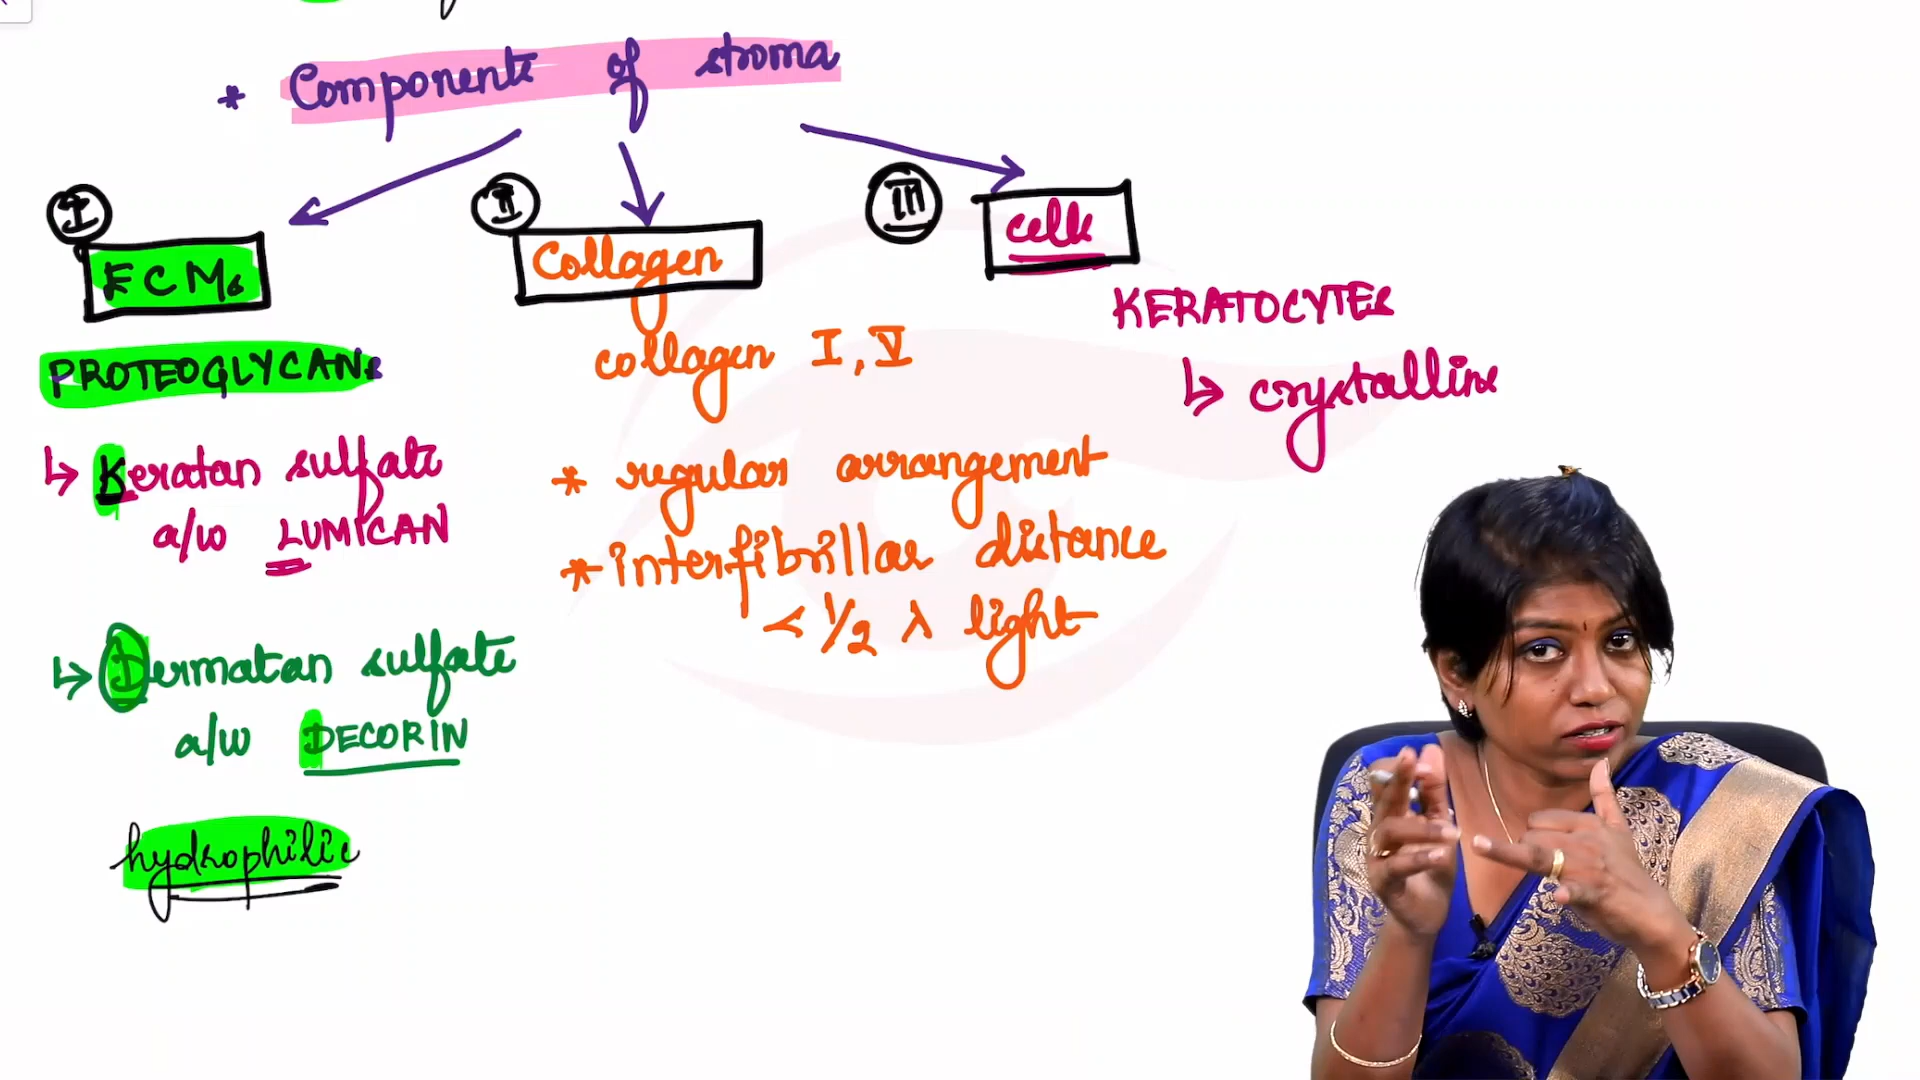 * Components of stroma
I
ECMs
PROTEOGLYCANs
↳ Keratan sulfate
a/w LUMICAN
↳ Dermatan sulfate
a/w DECORIN
hydrophilic
II
Collagen
collagen I, V
* regular arrangement
* interfibrillar distance
< 1/2 λ light
III
cells
KERATOCYTES
↳ crystallins